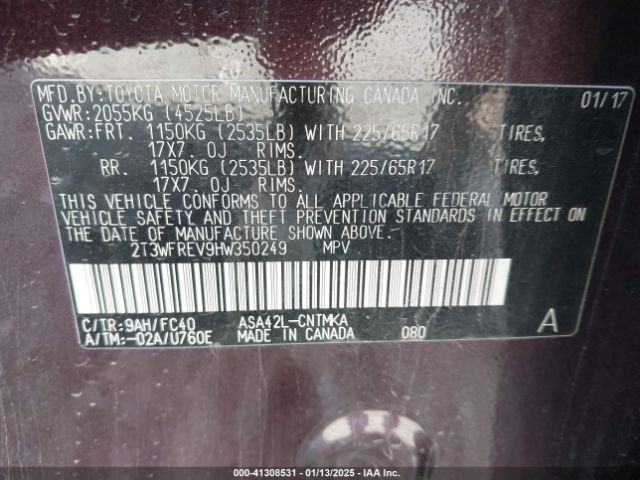 MFD.BY:TOYOTA MOTOR MANUFACTURING CANADA INC. 01/17
GVWR:2055KG (4525LB)
GAWR:FRT. 1150KG (2535LB) WITH 225/65R17 TIRES,
17X7.0J RIMS.
RR. 1150KG (2535LB) WITH 225/65R17 TIRES,
17X7.0J RIMS.
THIS VEHICLE CONFORMS TO ALL APPLICABLE FEDERAL MOTOR
VEHICLE SAFETY AND THEFT PREVENTION STANDARDS IN EFFECT ON
THE DATE OF MANUFACTURE SHOWN ABOVE.
2T3WFREV9HW350249 MPV
C/TR:9AH/FC40 ASA42L-CNTMKA A
A/TM:-02A/U760E MADE IN CANADA 080
000-41308531 - 01/13/2025 - IAA Inc.